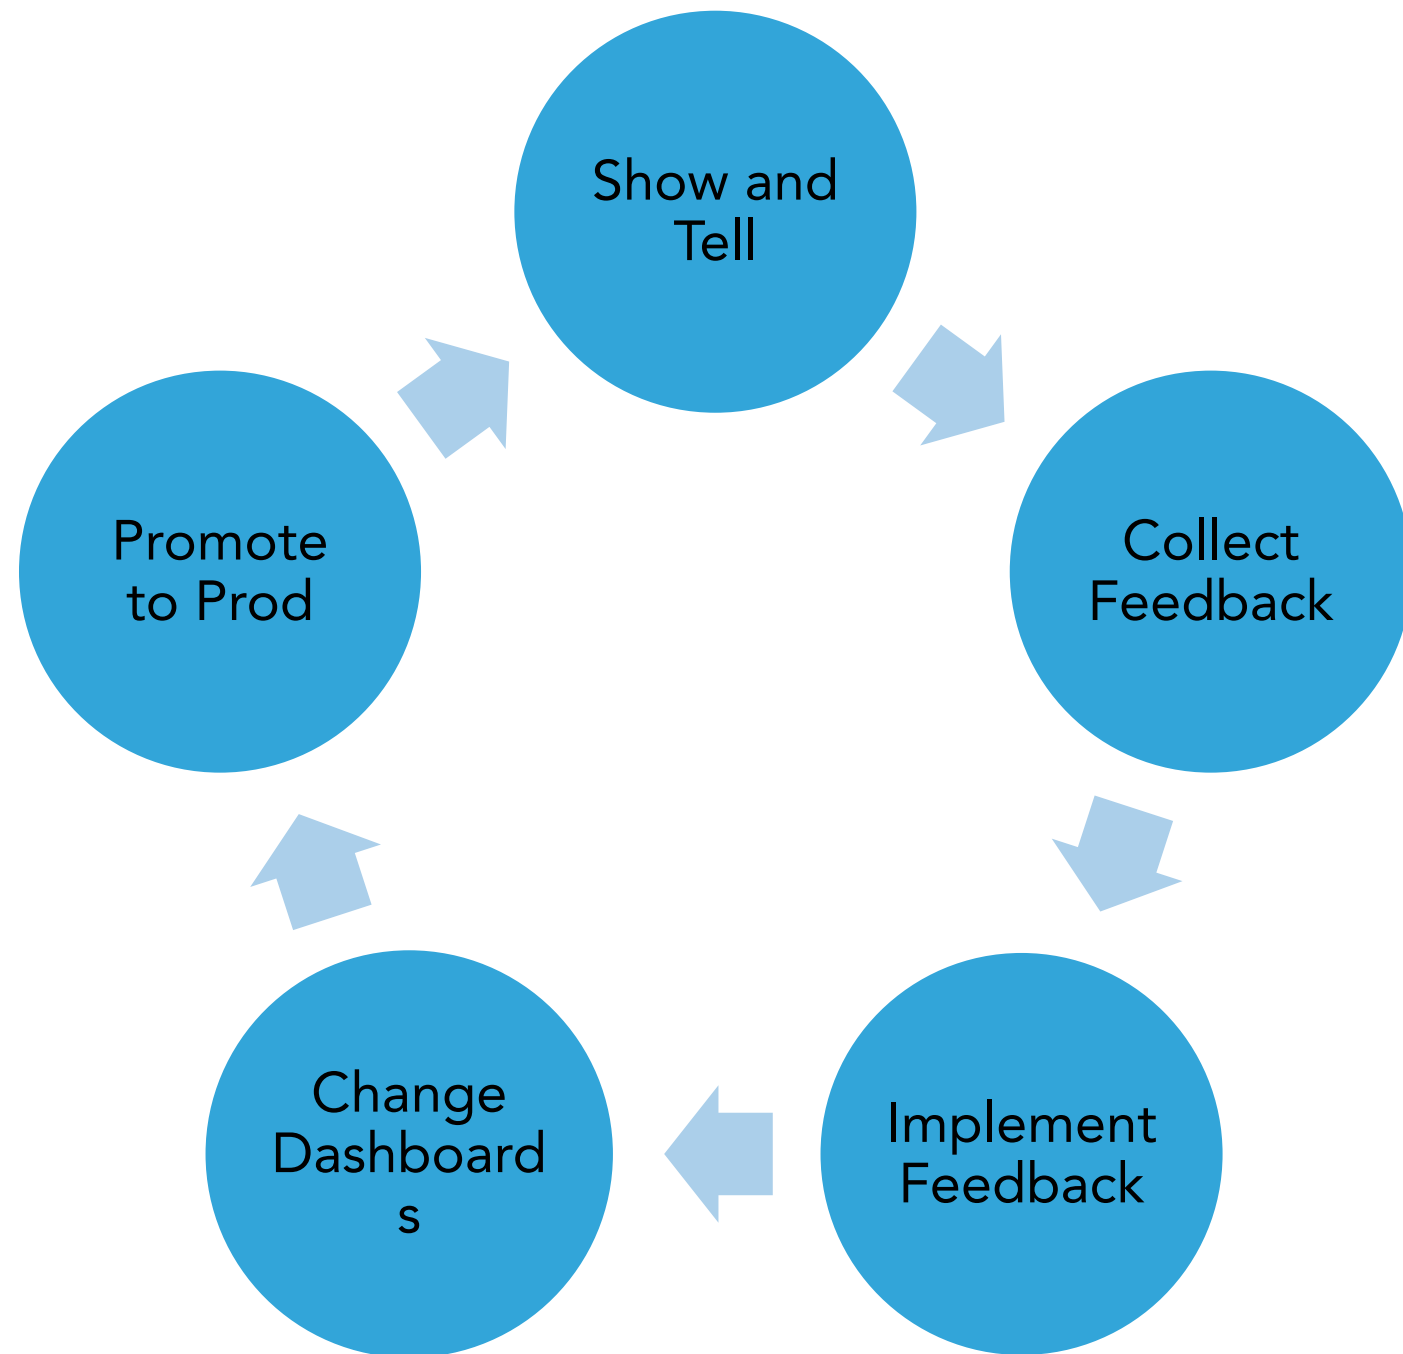 Show and
Tell
Collect
Feedback
Implement
Feedback
Change
Dashboard
s
Promote
to Prod